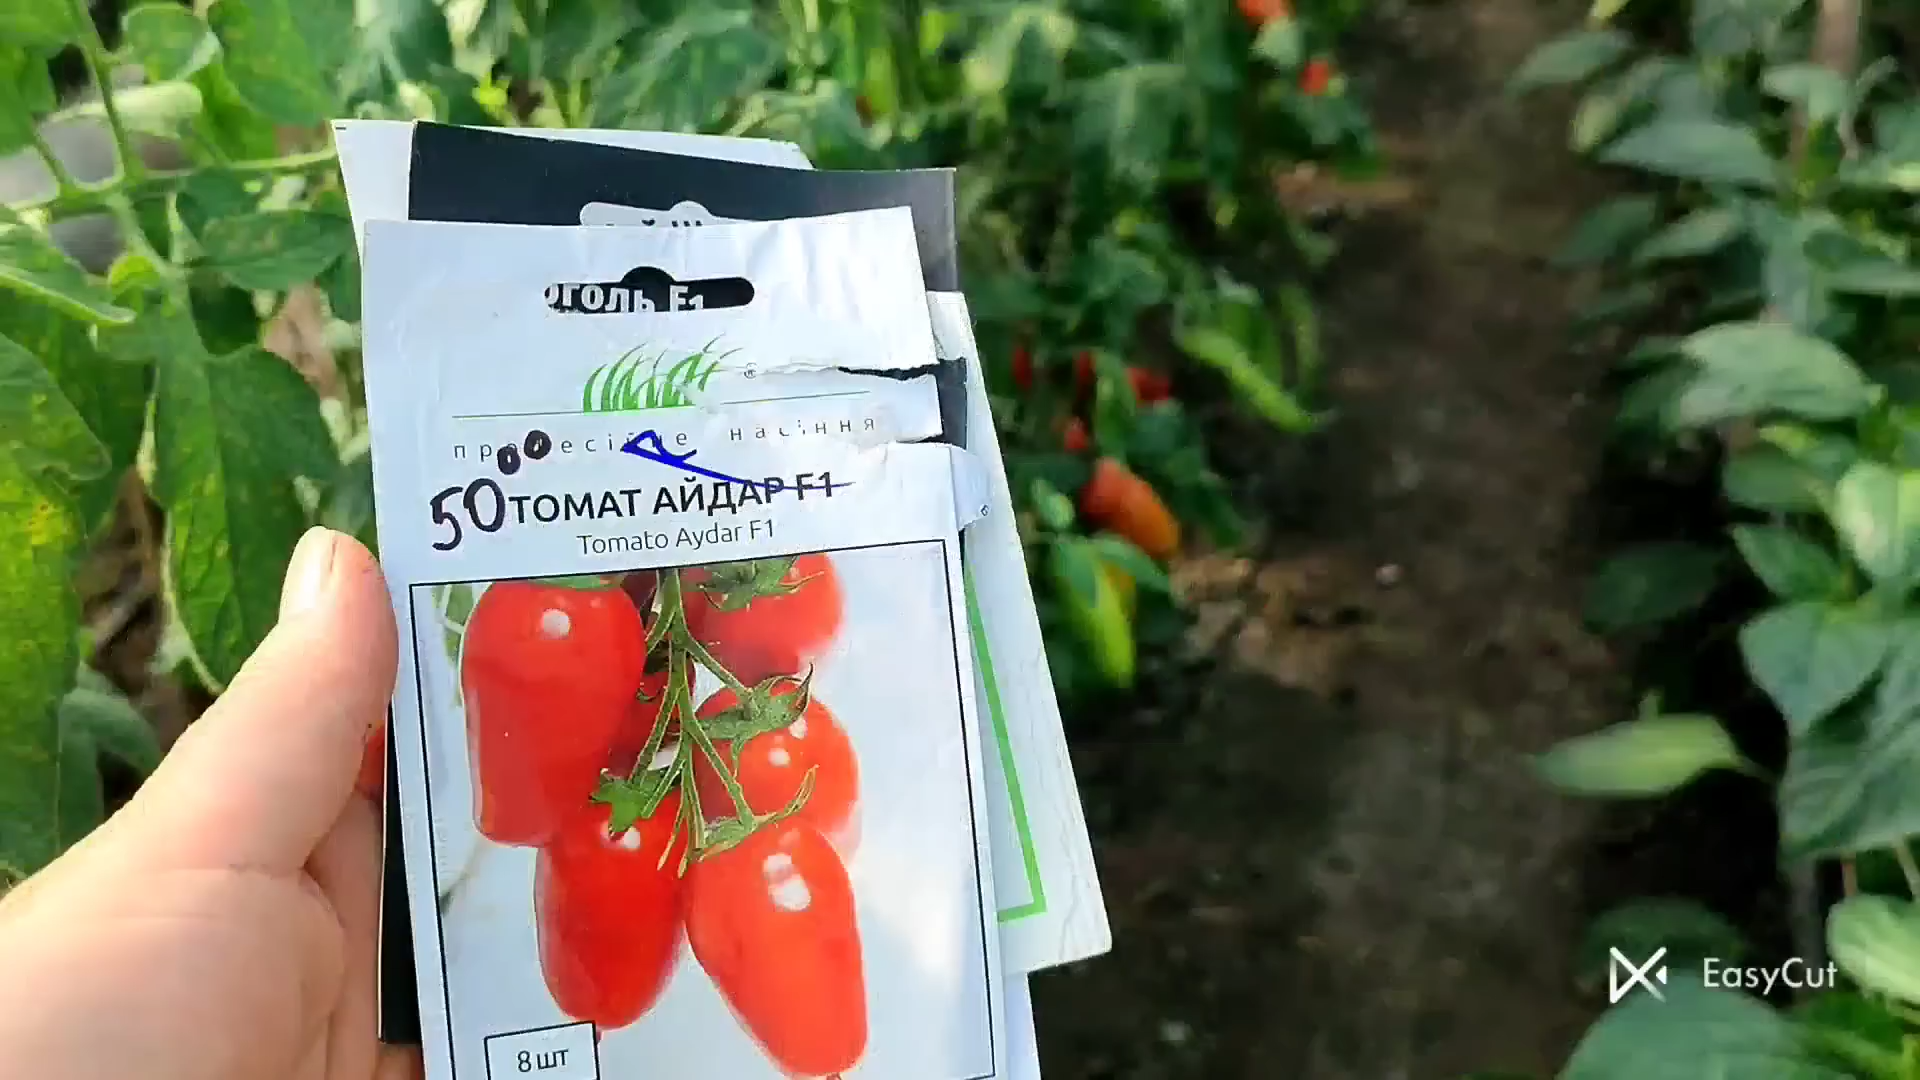 оголь F1
професійне насіння
50 ТОМАТ АЙДАР F1
Tomato Aydar F1
8 шт
EasyCut